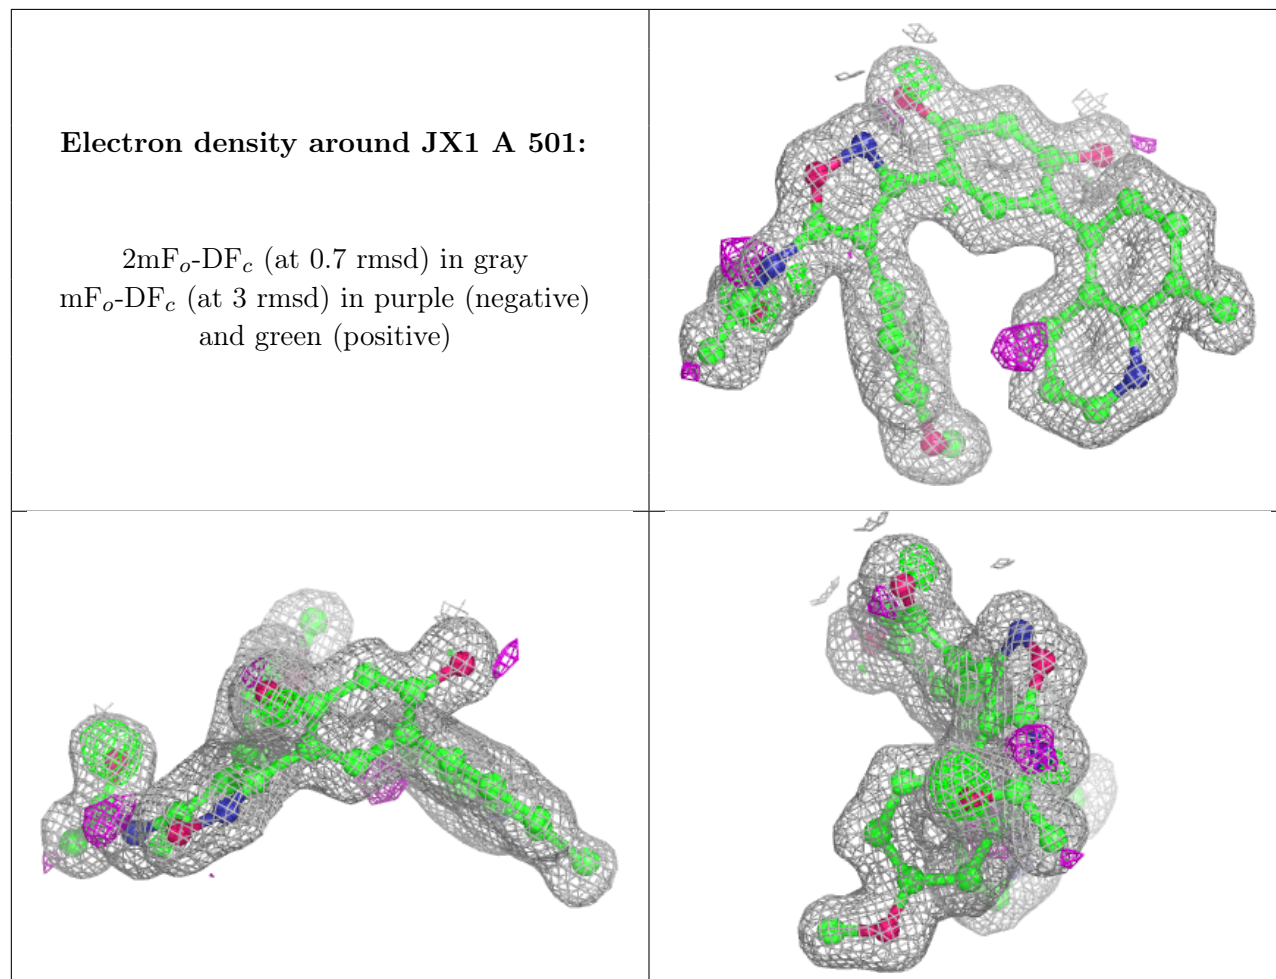 Electron density around JX1 A 501:
2mFo-DFc (at 0.7 rmsd) in gray
mFo-DFc (at 3 rmsd) in purple (negative)
and green (positive)